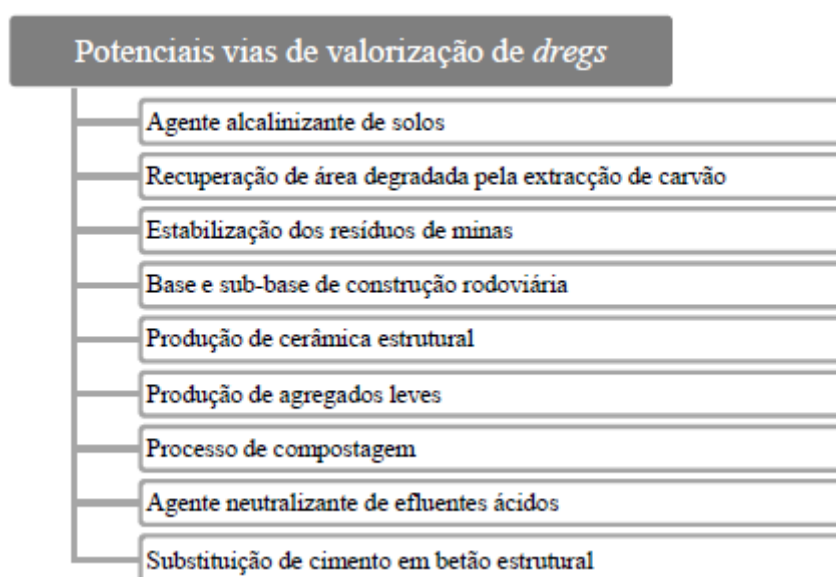 Potenciais vias de valorização de dregs
Agente alcalinizante de solos
Recuperação de área degradada pela extracção de carvão
Estabilização dos resíduos de minas
Base e sub-base de construção rodoviária
Produção de cerâmica estrutural
Produção de agregados leves
Processo de compostagem
Agente neutralizante de efluentes ácidos
Substituição de cimento em betão estrutural